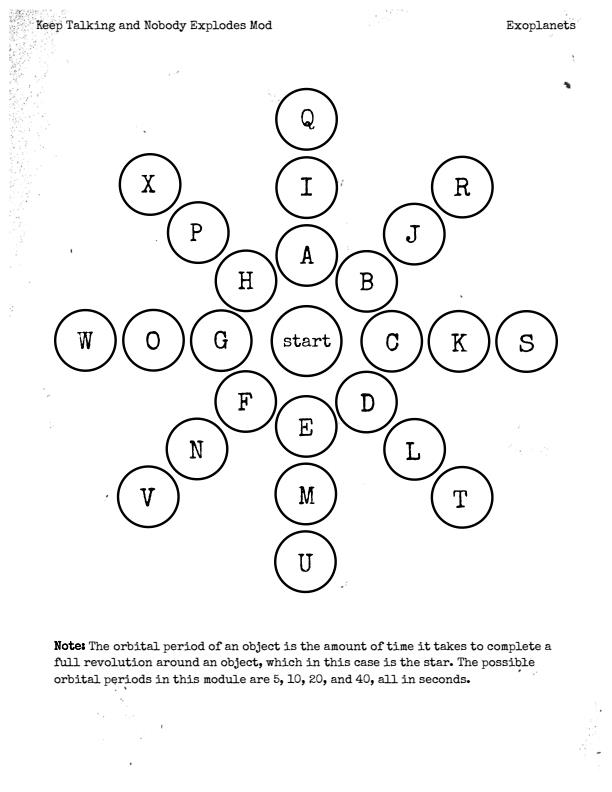 Keep Talking and Nobody Explodes Mod Exoplanets
Q
X I R
P J
A
H B
W O G start C K S
F D
E
N L
V M T
U
Note: The orbital period of an object is the amount of time it takes to complete a
full revolution around an object, which in this case is the star. The possible
orbital periods in this module are 5, 10, 20, and 40, all in seconds.